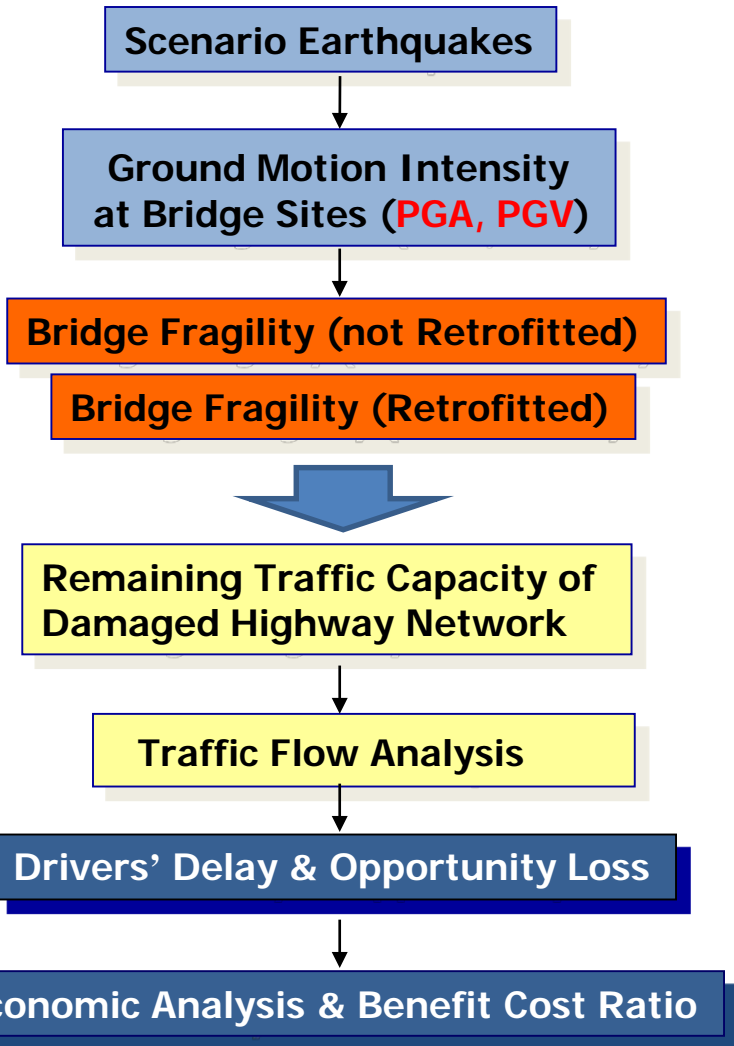 Scenario Earthquakes
Ground Motion Intensity
at Bridge Sites (PGA, PGV)
Bridge Fragility (not Retrofitted)
Bridge Fragility (Retrofitted)
Remaining Traffic Capacity of
Damaged Highway Network
Traffic Flow Analysis
Drivers’ Delay & Opportunity Loss
conomic Analysis & Benefit Cost Ratio